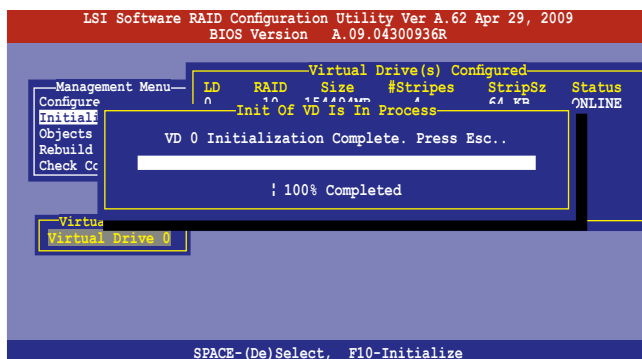 LSI Software RAID Configuration Utility Ver A.62 Apr 29, 2009
BIOS Version A.09.04300936R
Virtual Drive(s) Configured
Management Menu
LD RAID Size #Stripes StripSz Status
Configure
64 KB ONLINE
Init Of VD Is In Process
Initiali
Objects
VD 0 Initialization Complete. Press Esc..
Rebuild
Check Co
¦ 100% Completed
Virtua
Virtual Drive 0
SPACE-(De)Select, F10-Initialize